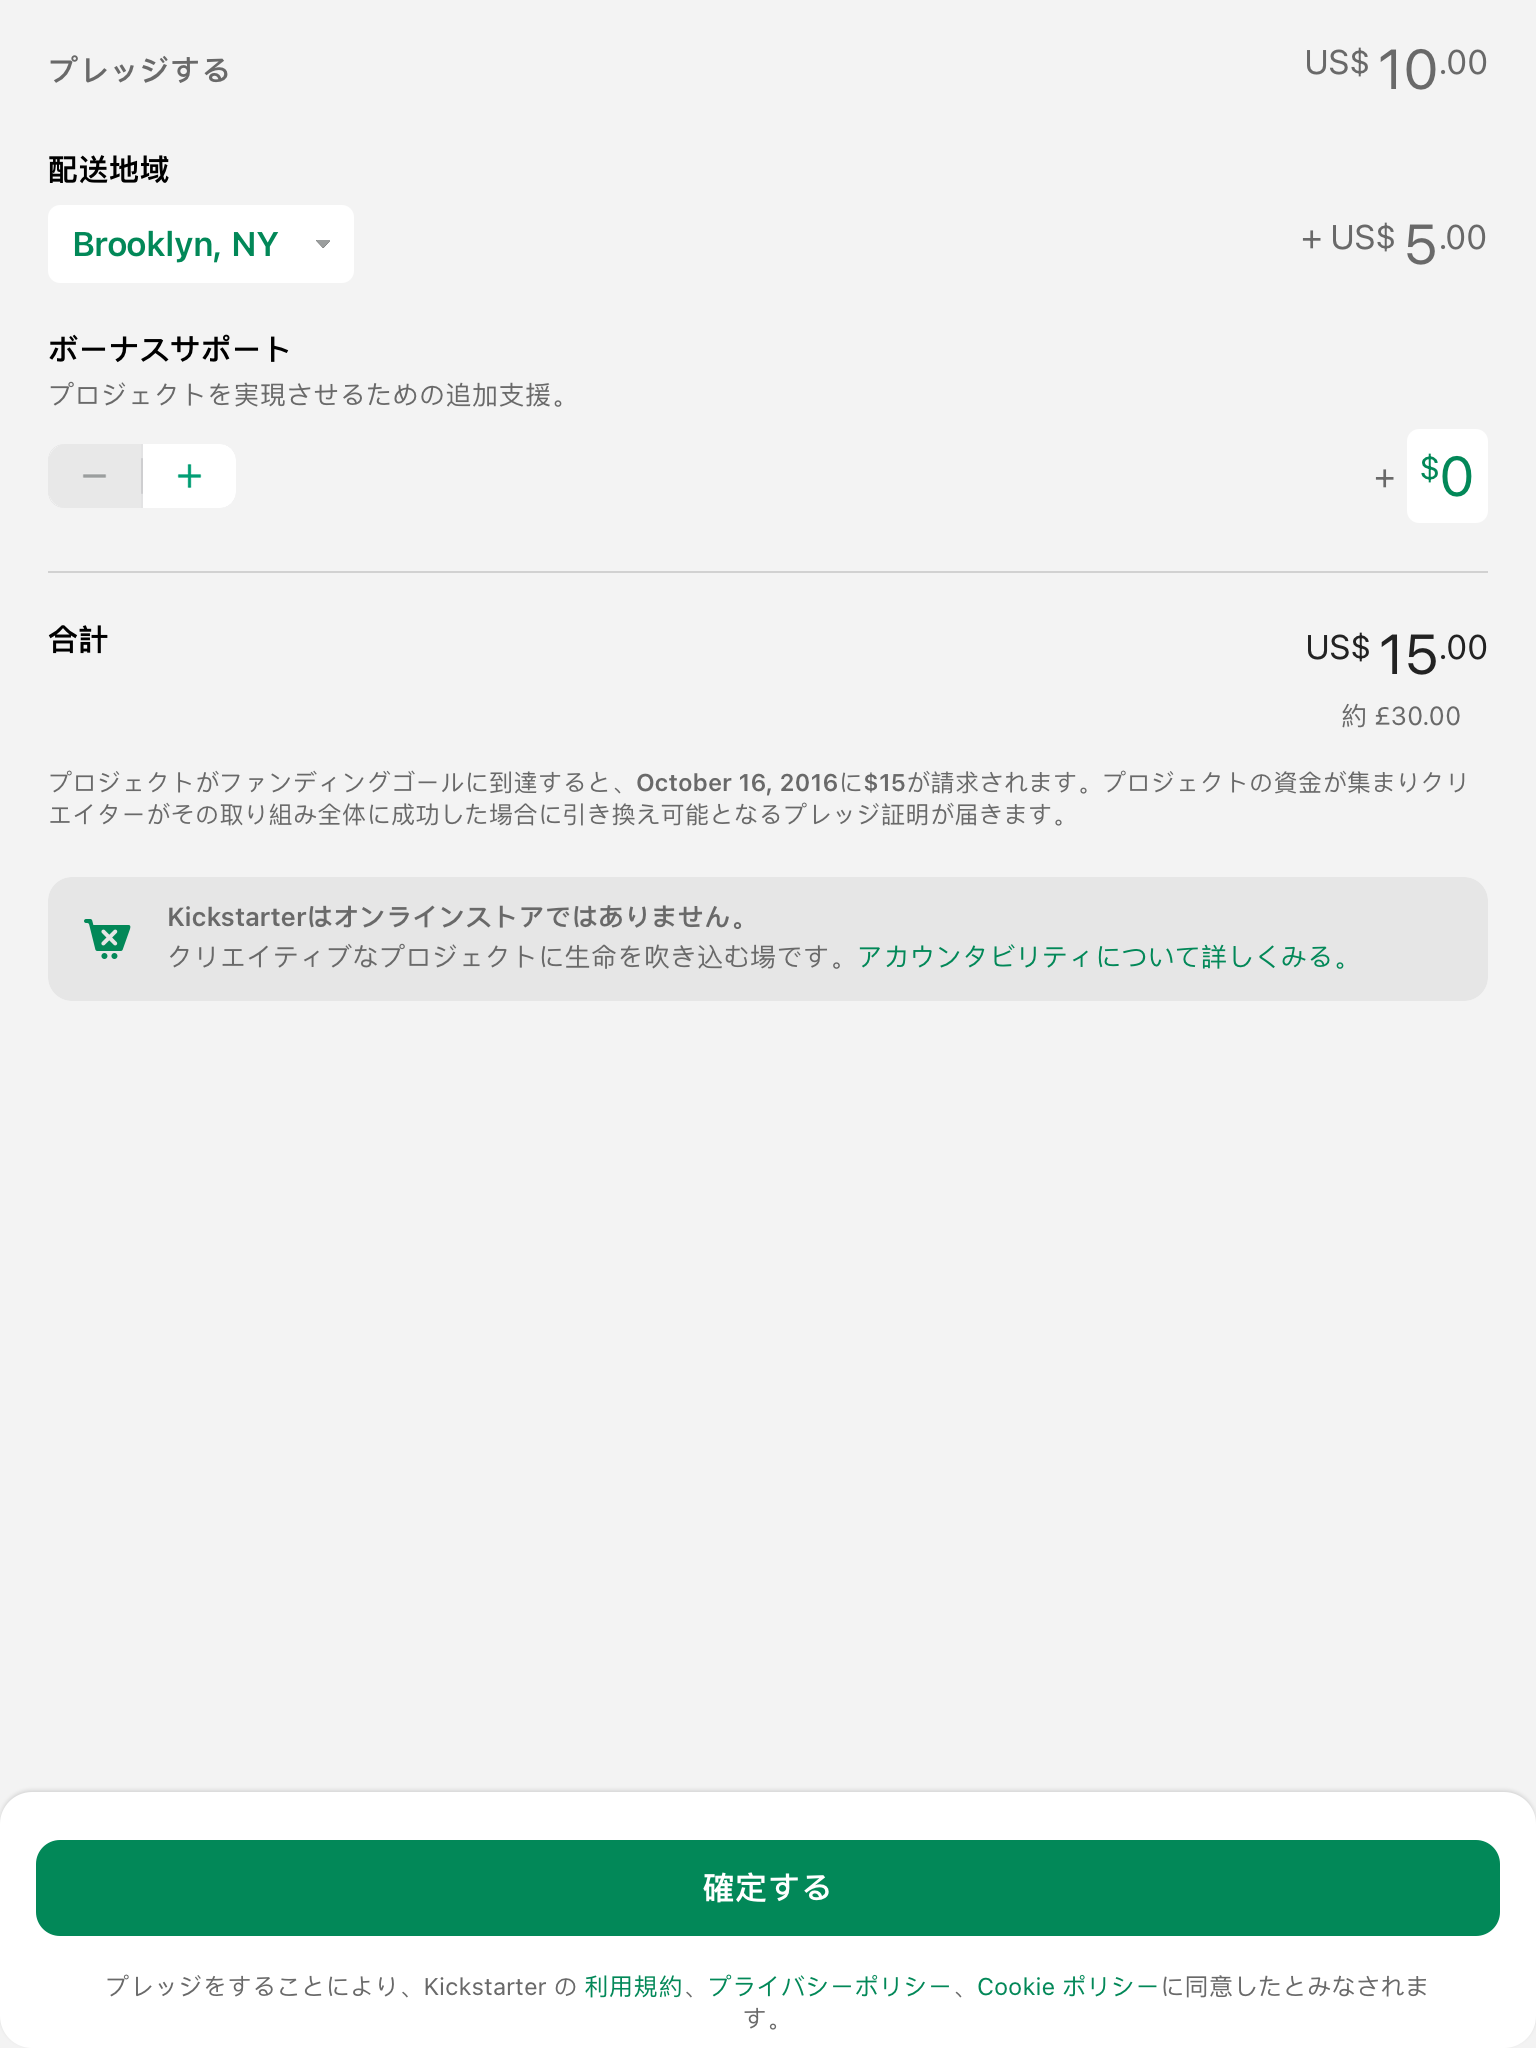 プレッジする
US$ 10.00
配送地域
Brooklyn, NY
+ US$ 5.00
ボーナスサポート
プロジェクトを実現させるための追加支援。
− +
+ $0
合計
US$ 15.00
約 £30.00
プロジェクトがファンディングゴールに到達すると、October 16, 2016に$15が請求されます。プロジェクトの資金が集まりクリ
エイターがその取り組み全体に成功した場合に引き換え可能となるプレッジ証明が届きます。
Kickstarterはオンラインストアではありません。
クリエイティブなプロジェクトに生命を吹き込む場です。アカウンタビリティについて詳しくみる。
確定する
プレッジをすることにより、Kickstarter の 利用規約、プライバシーポリシー、Cookie ポリシーに同意したとみなされま
す。